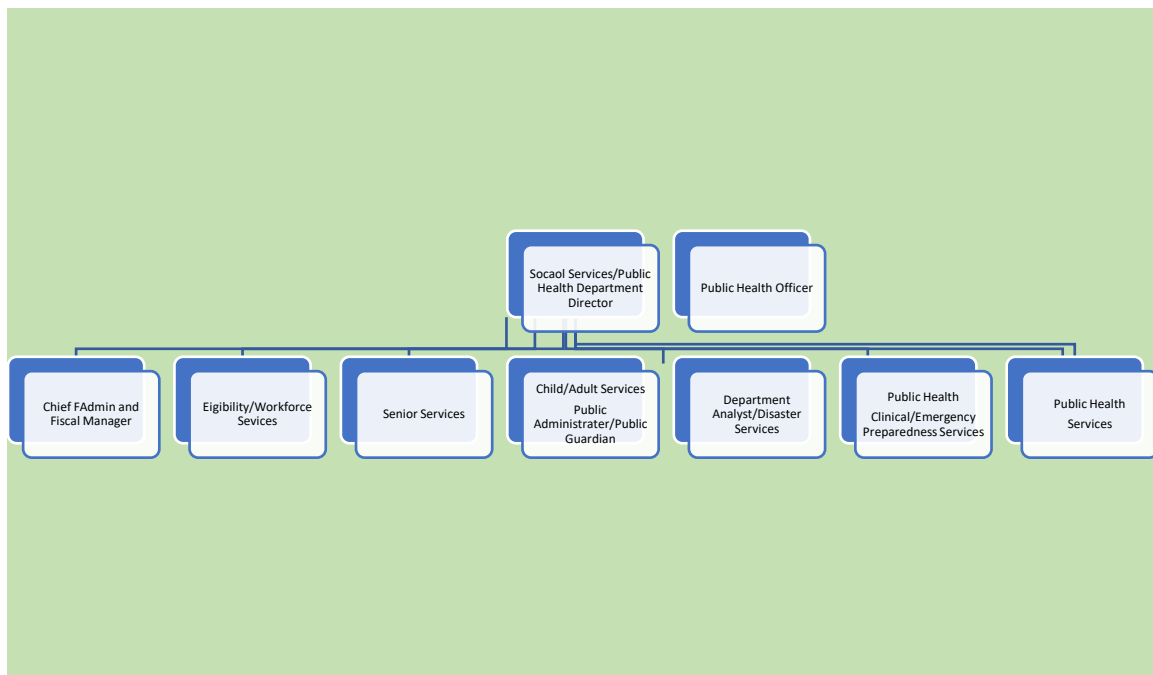 Socaol Services/Public
Health Department
Director
Public Health Officer
Chief FAdmin and
Fiscal Manager
Eigibility/Workforce
Sevices
Senior Services
Child/Adult Services
Public
Administrater/Public
Guardian
Department
Analyst/Disaster
Services
Public Health
Clinical/Emergency
Preparedness Services
Public Health
Services